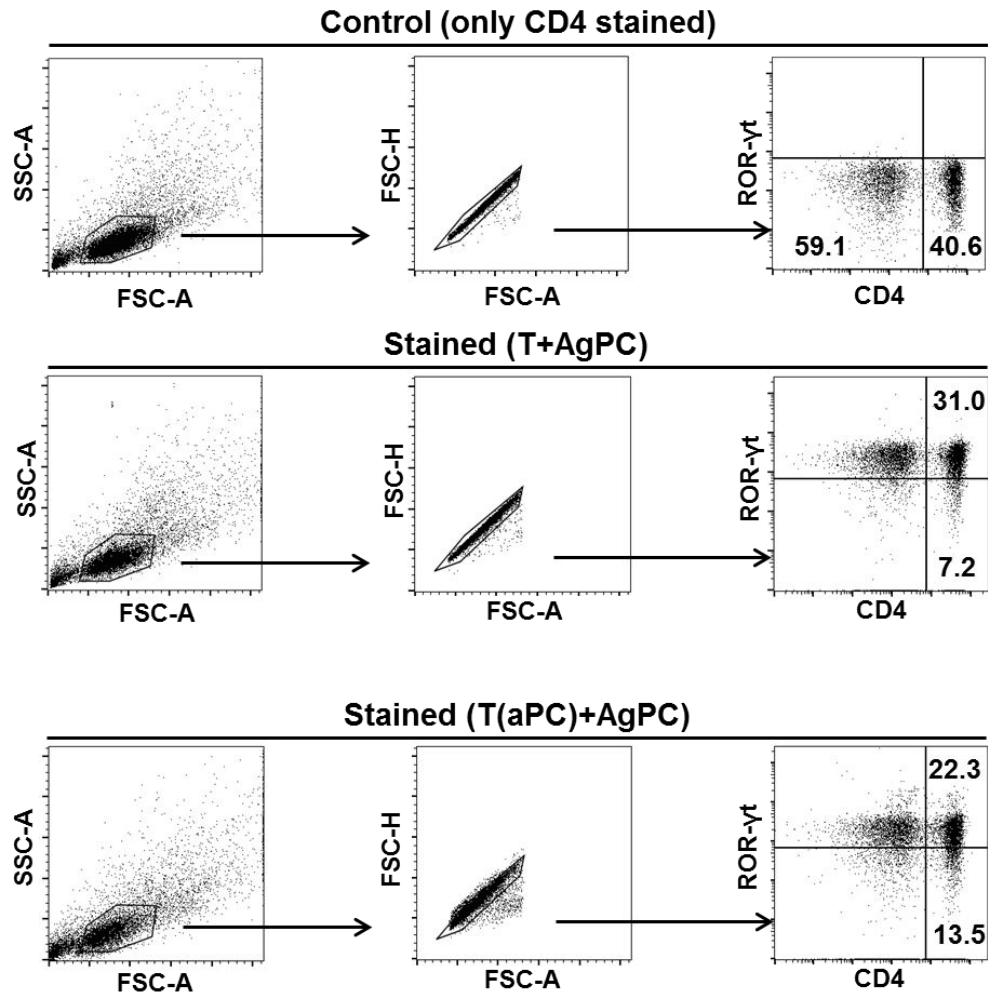 Control (only CD4 stained)
SSC-A
FSC-A
FSC-H
FSC-A
ROR-γt
59.1
40.6
CD4
Stained (T+AgPC)
SSC-A
FSC-A
FSC-H
FSC-A
ROR-γt
31.0
7.2
CD4
Stained (T(aPC)+AgPC)
SSC-A
FSC-A
FSC-H
FSC-A
ROR-γt
22.3
13.5
CD4